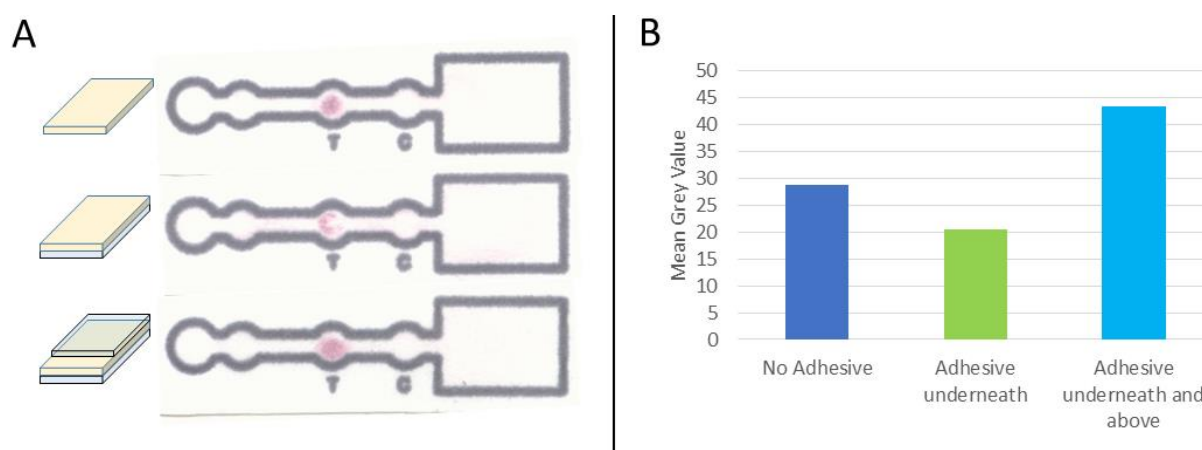 A
T C
T C
T C
B
50
45
40
35
30
25
20
15
10
5
0
Mean Grey Value
No Adhesive
Adhesive
underneath
Adhesive
underneath and
above